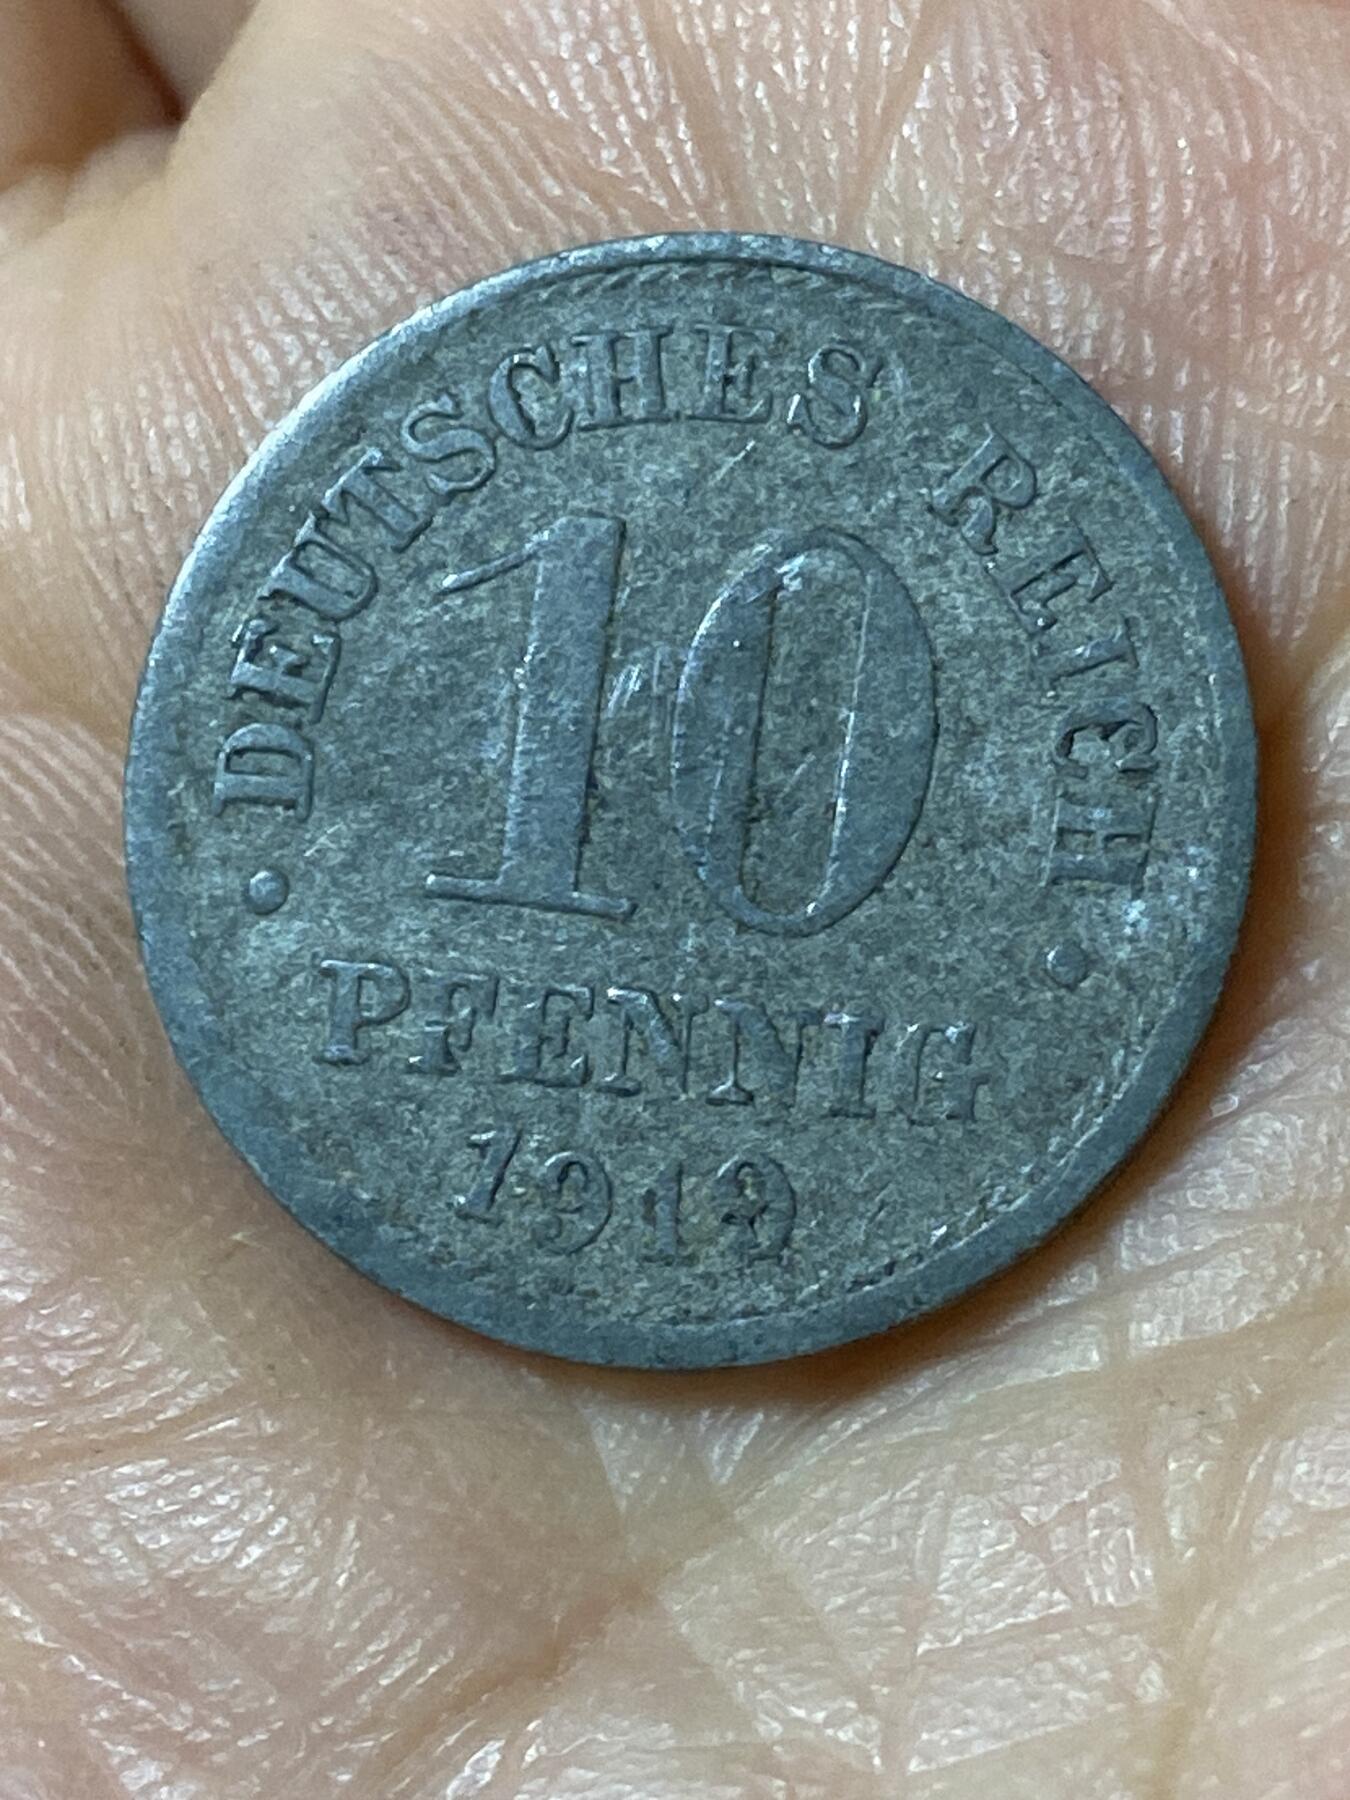 • DEUTSCHES REICH •
10
PFENNIG
1919